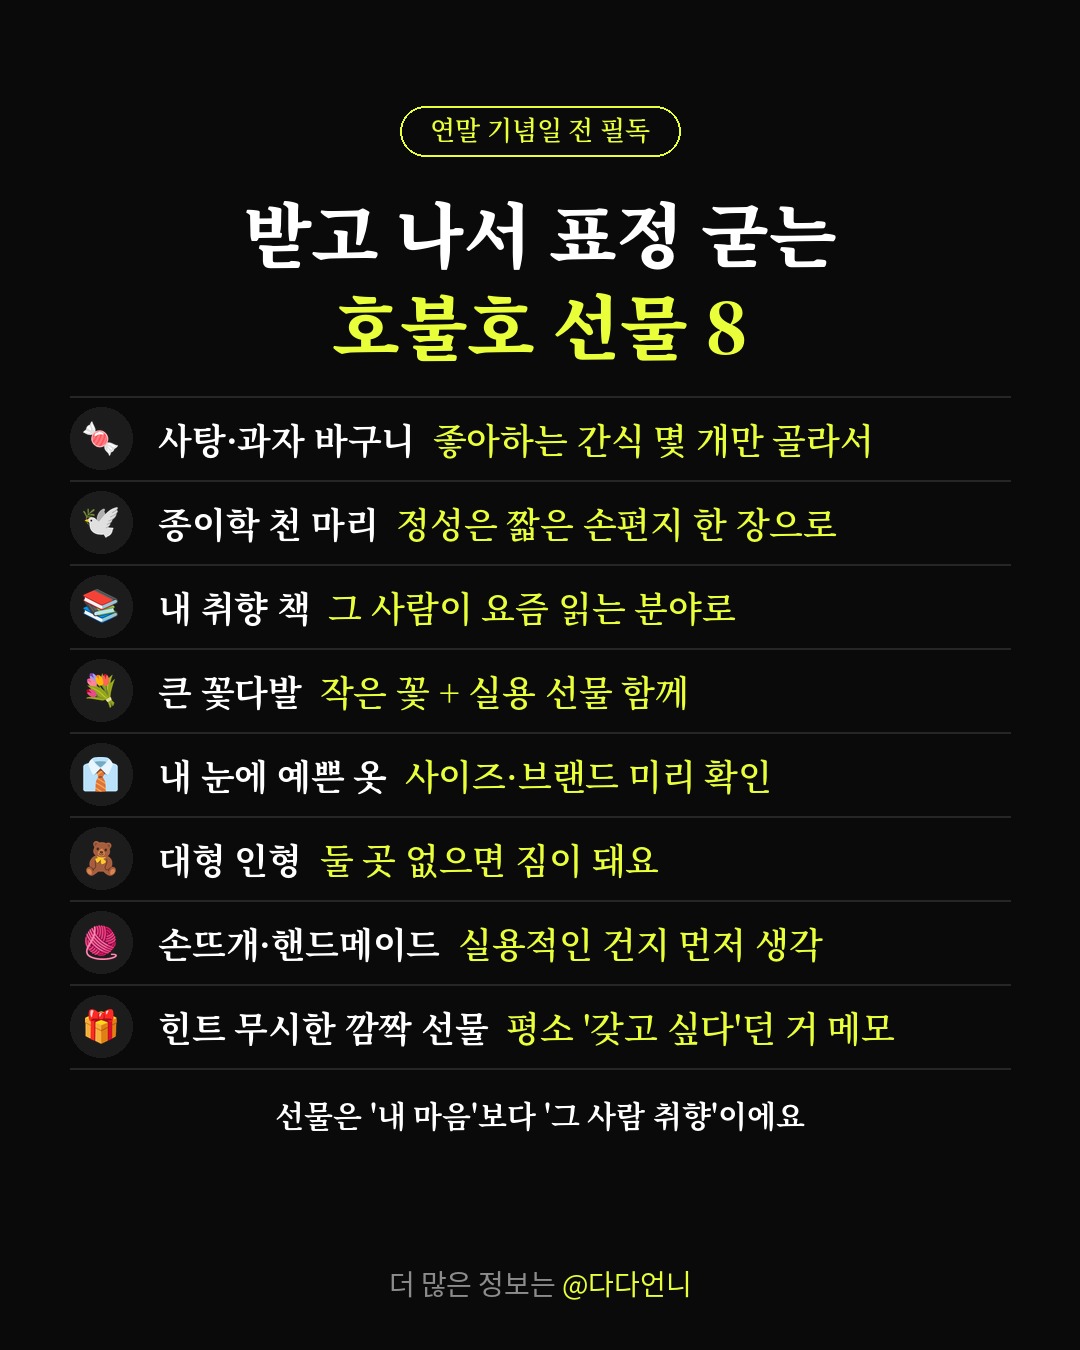 연말 기념일 전 필독
받고 나서 표정 굳는
호불호 선물 8
사탕·과자 바구니 좋아하는 간식 몇 개만 골라서
종이학 천 마리 정성은 짧은 손편지 한 장으로
내 취향 책 그 사람이 요즘 읽는 분야로
큰 꽃다발 작은 꽃 + 실용 선물 함께
내 눈에 예쁜 옷 사이즈·브랜드 미리 확인
대형 인형 둘 곳 없으면 짐이 돼요
손뜨개·핸드메이드 실용적인 건지 먼저 생각
힌트 무시한 깜짝 선물 평소 '갖고 싶다'던 거 메모
선물은 '내 마음'보다 '그 사람 취향'이에요
더 많은 정보는 @다다언니